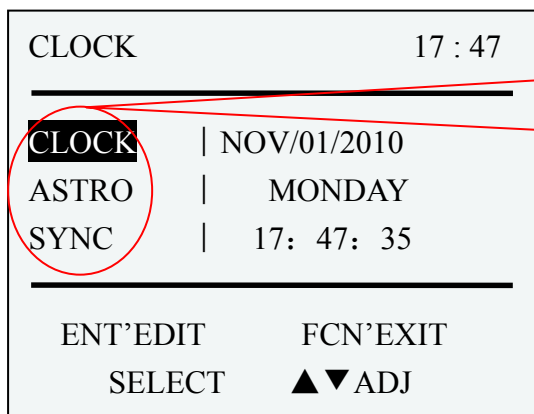 CLOCK 17 : 47
CLOCK | NOV/01/2010
ASTRO | MONDAY
SYNC | 17：47：35
ENT'EDIT FCN'EXIT
SELECT ▲▼ADJ